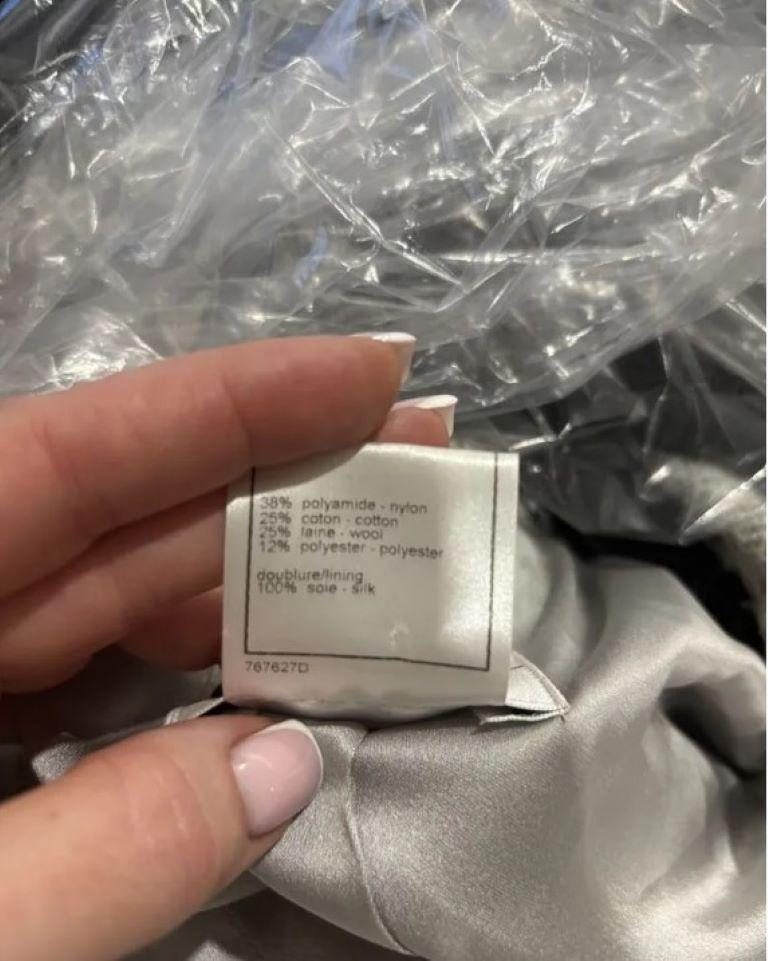 38% polyamide - nylon
25% coton - cotton
25% laine - wool
12% polyester - polyester
doublure/lining
100% soie - silk
767627D